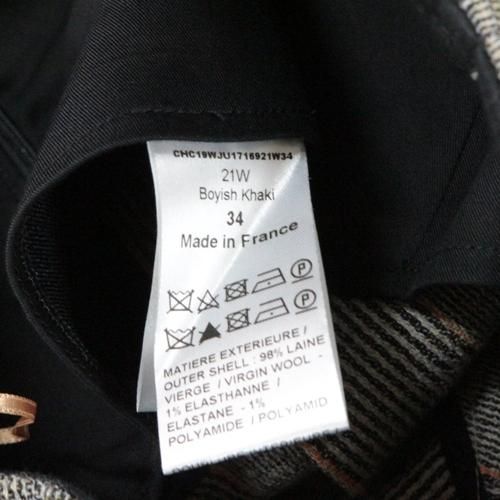 CHC19WJU1716921W34
21W
Boyish Khaki
34
Made in France
MATIERE EXTERIEURE /
OUTER SHELL : 98% LAINE
VIERGE / VIRGIN WOOL -
1% ELASTHANNE /
ELASTANE - 1%
POLYAMIDE / POLYAMID